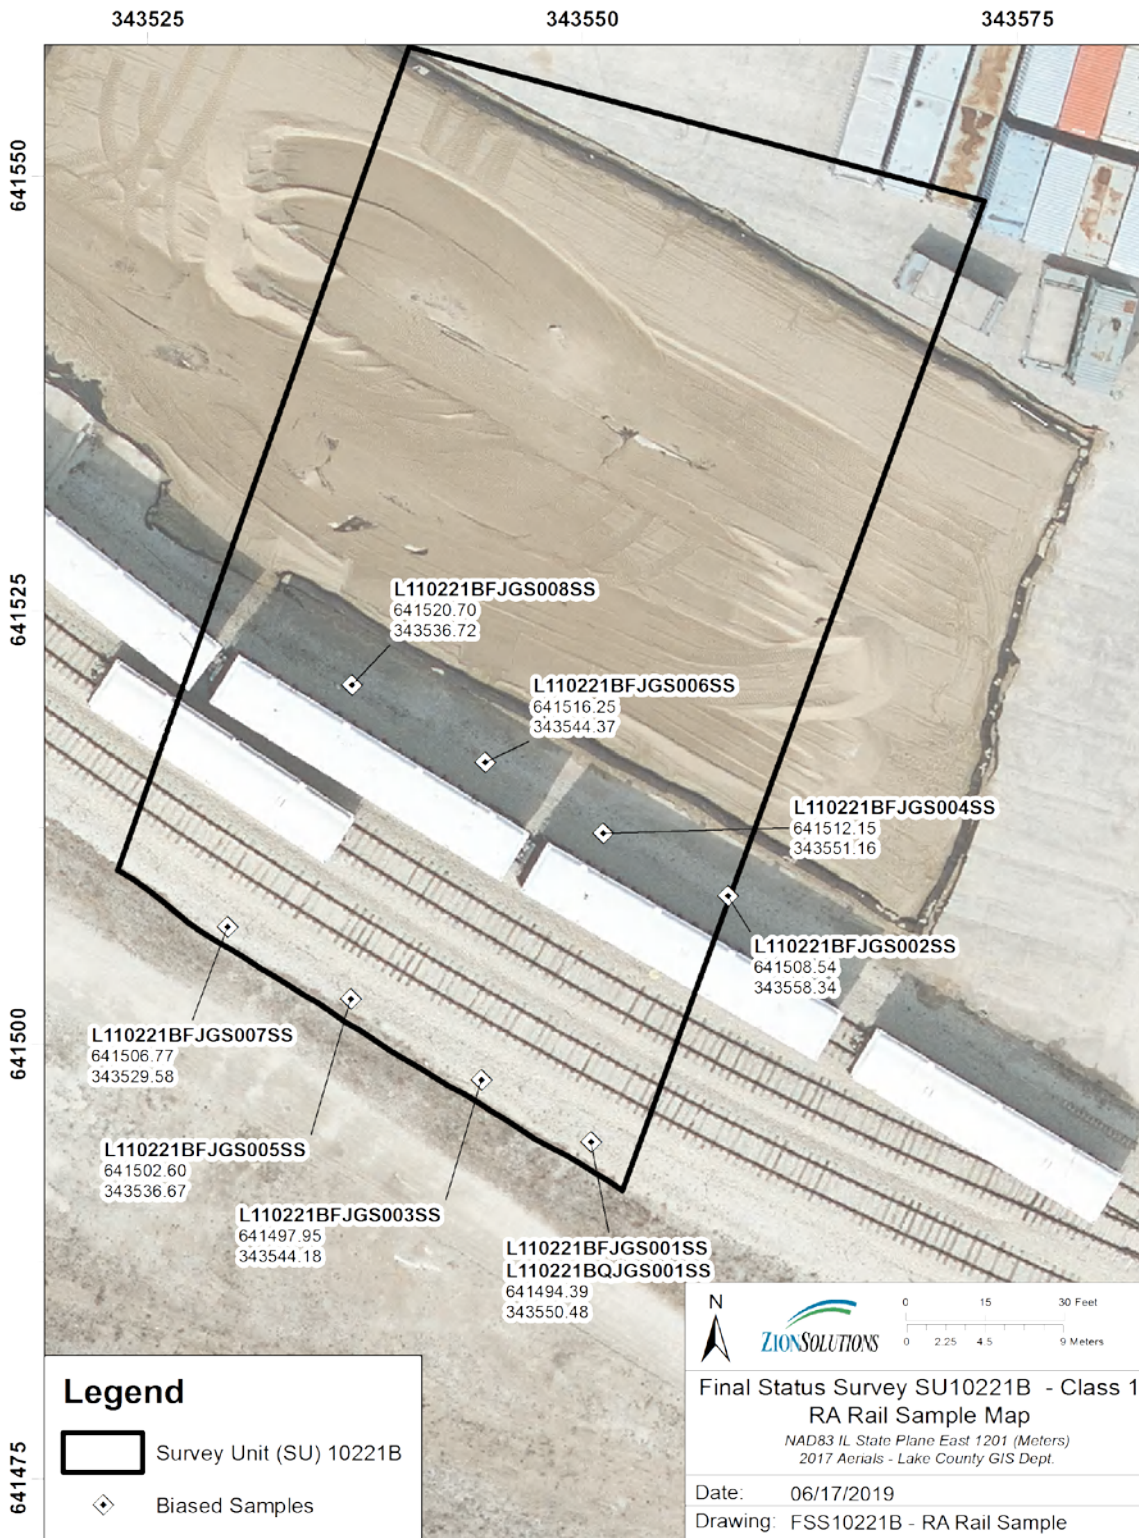 343525
343550
343575
641550
641525
641500
641475
L110221BFJGS008SS
641520.70
343536.72
L110221BFJGS006SS
641516.25
343544.37
L110221BFJGS004SS
641512.15
343551.16
L110221BFJGS002SS
641508.54
343558.34
L110221BFJGS007SS
641506.77
343529.58
L110221BFJGS005SS
641502.60
343536.67
L110221BFJGS003SS
641497.95
343544.18
L110221BFJGS001SS
L110221BQJGS001SS
641494.39
343550.48
Legend
Survey Unit (SU) 10221B
Biased Samples
N
ZIONSOLUTIONS
0 15 30 Feet
0 2.25 4.5 9 Meters
Final Status Survey SU10221B - Class 1
RA Rail Sample Map
NAD83 IL State Plane East 1201 (Meters)
2017 Aerials - Lake County GIS Dept.
Date: 06/17/2019
Drawing: FSS10221B - RA Rail Sample